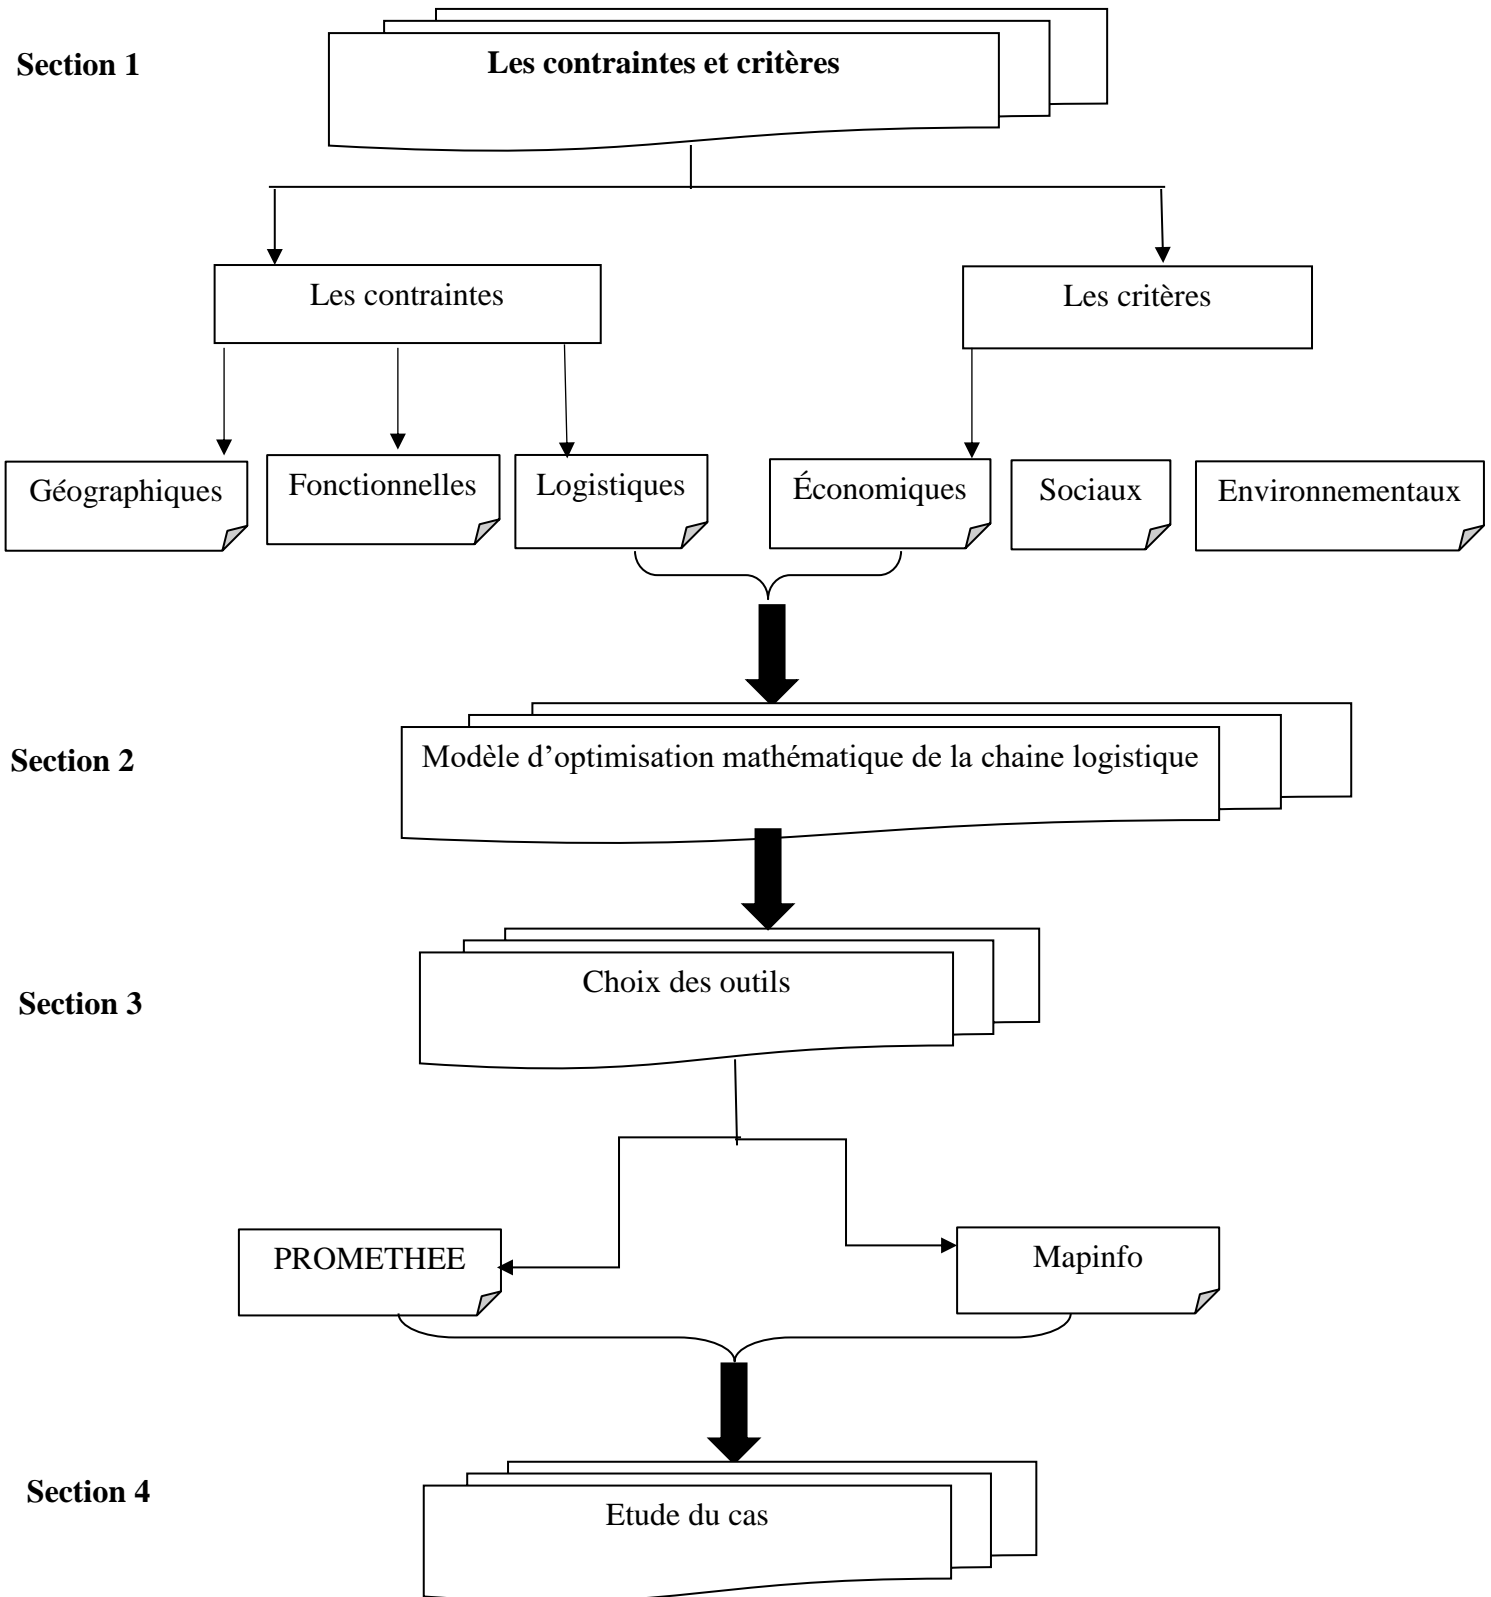 Section 1
Les contraintes et critères
Les contraintes
Les critères
Géographiques
Fonctionnelles
Logistiques
Économiques
Sociaux
Environnementaux
Section 2
Modèle d’optimisation mathématique de la chaine logistique
Section 3
Choix des outils
PROMETHEE
Mapinfo
Section 4
Etude du cas